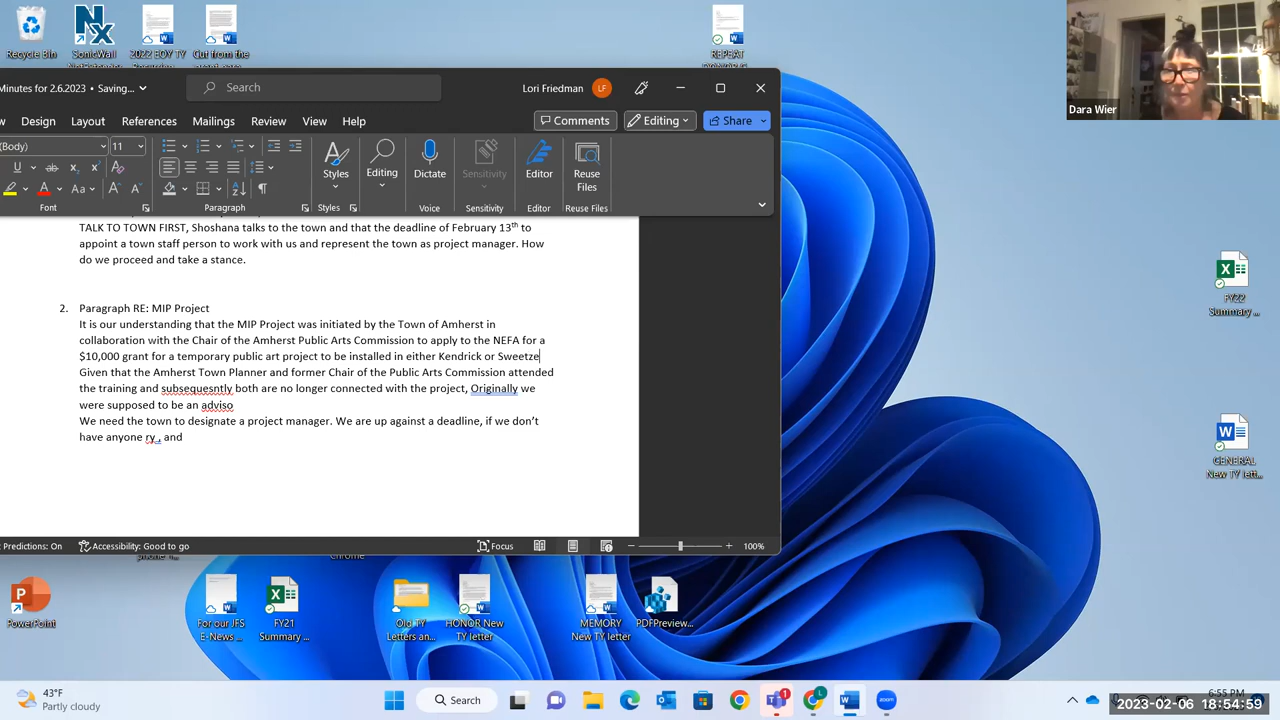 Recycle Bin
SonicWall
2022 EOY TY
Cut from the
REPEAT
Minutes for 2.6.2023 • Saving...
Search
Lori Friedman
LF
Design Layout References Mailings Review View Help
Comments
Editing
Share
(Body) 11
Styles
Editing
Dictate
Sensitivity
Editor
Reuse
Files
Font
Paragraph
Styles
Voice
Sensitivity
Editor
Reuse Files
TALK TO TOWN FIRST, Shoshana talks to the town and that the deadline of February 13th to
appoint a town staff person to work with us and represent the town as project manager. How
do we proceed and take a stance.
2. Paragraph RE: MIP Project
It is our understanding that the MIP Project was initiated by the Town of Amherst in
collaboration with the Chair of the Amherst Public Arts Commission to apply to the NEFA for a
$10,000 grant for a temporary public art project to be installed in either Kendrick or Sweetze
Given that the Amherst Town Planner and former Chair of the Public Arts Commission attended
the training and subsequesntly both are no longer connected with the project, Originally we
were supposed to be an adviso
We need the town to designate a project manager. We are up against a deadline, if we don’t
have anyone ry , and
Predictions: On
Accessibility: Good to go
Focus
100%
Dara Wier
FY22
Summary ...
GENERAL
New TY lett...
Chrome
PowerPoint
For our JFS
E-News ...
FY21
Summary ...
Old TY
Letters an...
HONOR New
TY letter
MEMORY
New TY letter
PDFPreview...
43°F
Partly cloudy
Search
1
L
zoom
6:55 PM
2023-02-06 18:54:59